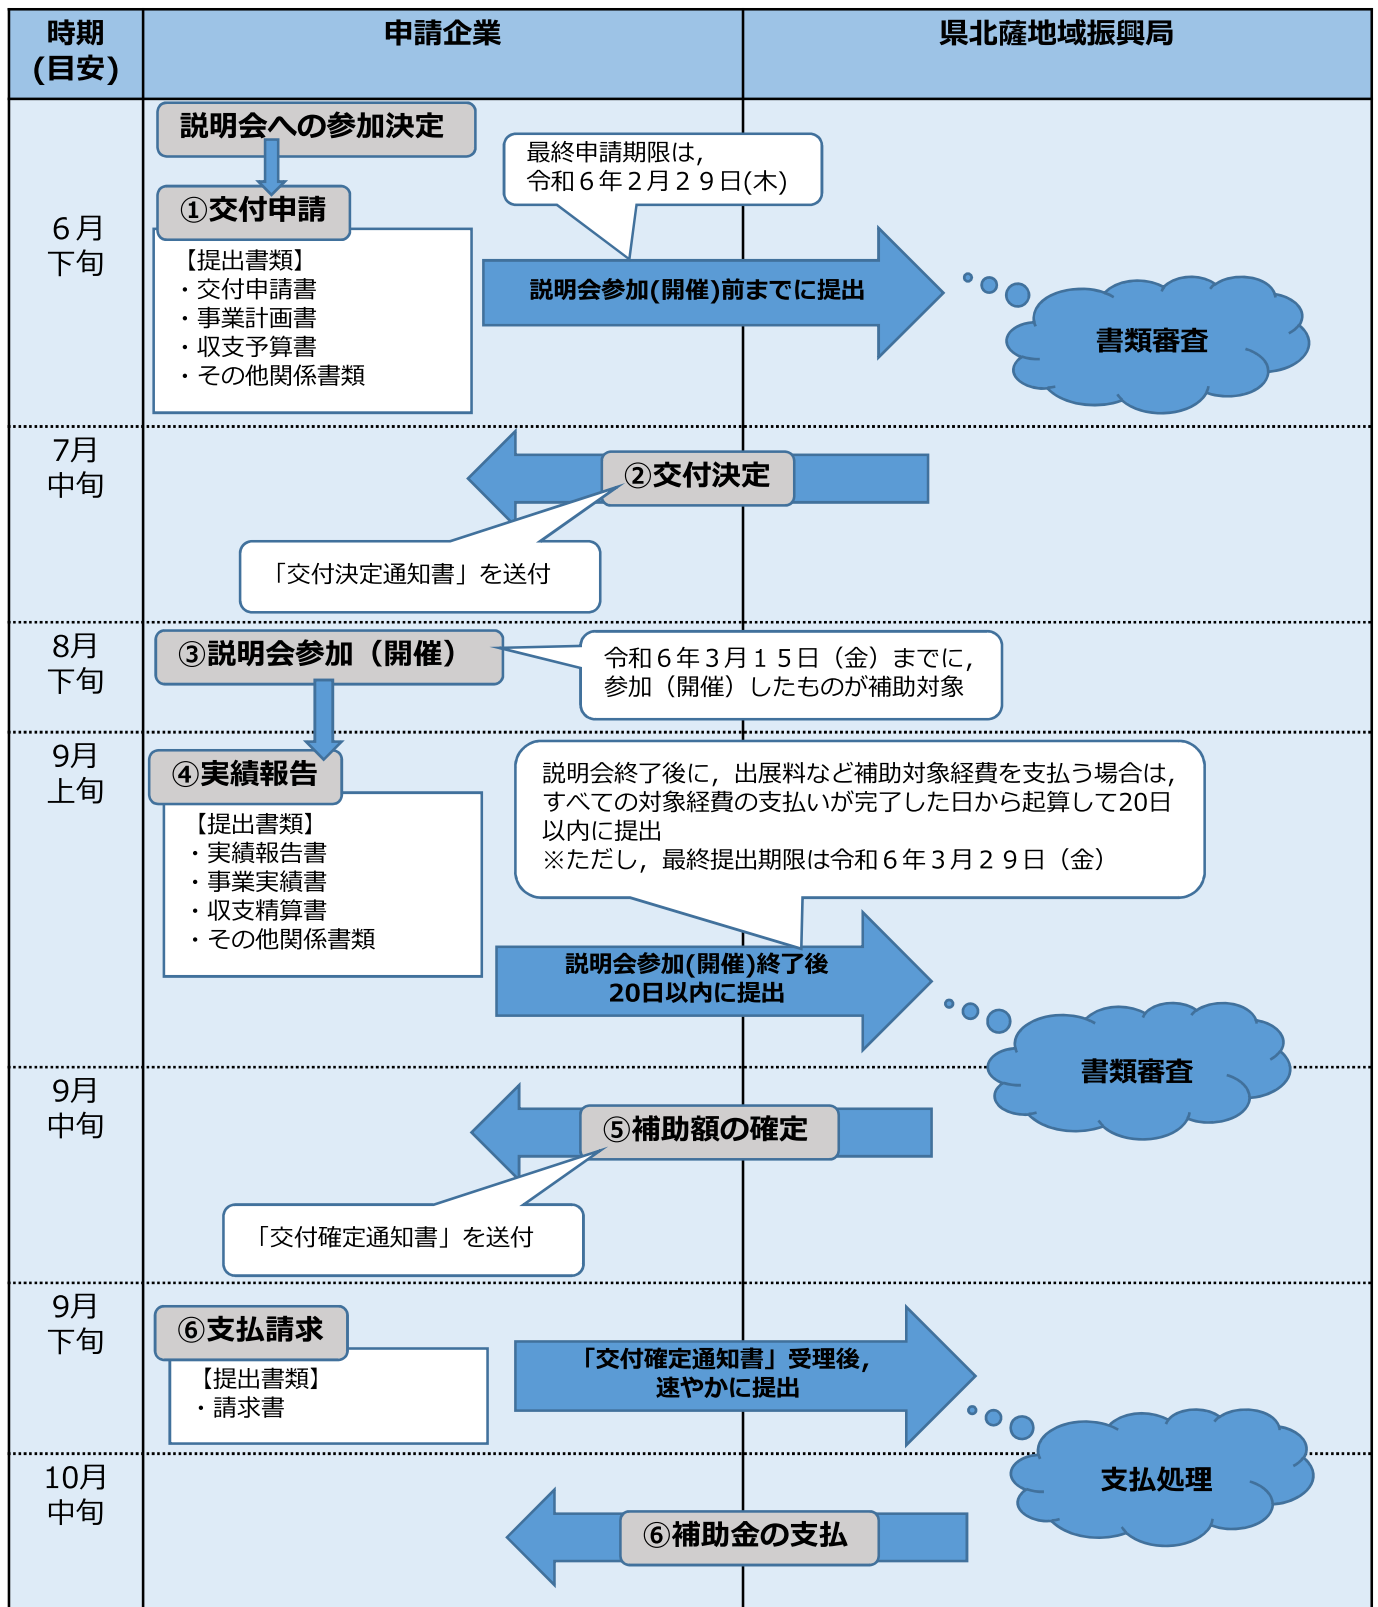 時期
(目安)
申請企業
県北薩地域振興局
6月
下旬
説明会への参加決定
①交付申請
【提出書類】
・交付申請書
・事業計画書
・収支予算書
・その他関係書類
最終申請期限は，
令和６年２月２９日(木)
説明会参加(開催)前までに提出
書類審査
7月
中旬
②交付決定
「交付決定通知書」を送付
8月
下旬
③説明会参加（開催）
令和６年３月１５日（金）までに，
参加（開催）したものが補助対象
9月
上旬
④実績報告
【提出書類】
・実績報告書
・事業実績書
・収支精算書
・その他関係書類
説明会終了後に，出展料など補助対象経費を支払う場合は，
すべての対象経費の支払いが完了した日から起算して20日
以内に提出
※ただし，最終提出期限は令和６年３月２９日（金）
説明会参加(開催)終了後
20日以内に提出
書類審査
9月
中旬
⑤補助額の確定
「交付確定通知書」を送付
9月
下旬
⑥支払請求
【提出書類】
・請求書
「交付確定通知書」受理後，
速やかに提出
支払処理
10月
中旬
⑥補助金の支払